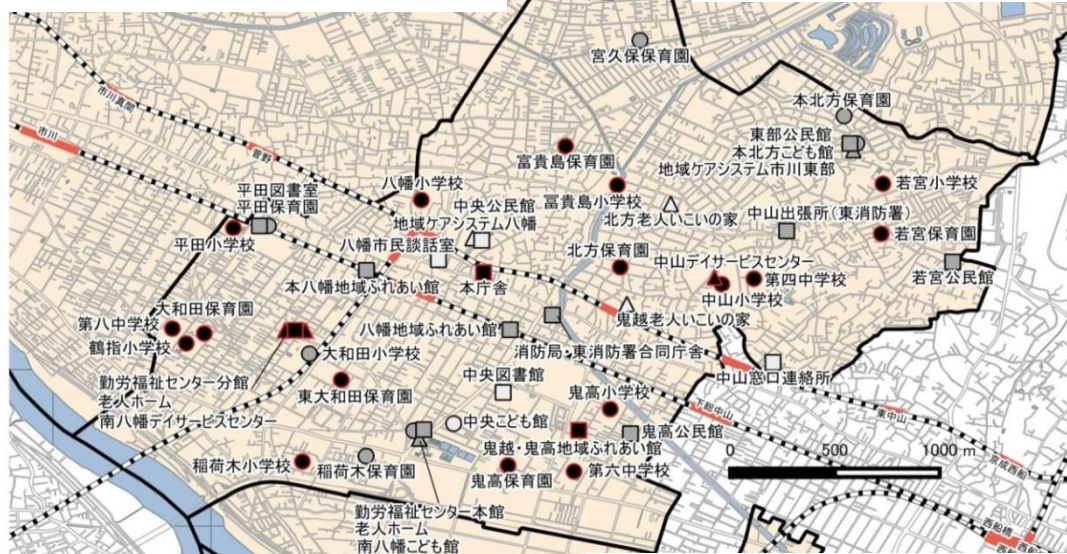 宮久保保育園
本北方保育園
市川真間
市川
菅野
富貴島保育園
東部公民館
本北方こども館
地域ケアシステム市川東部
平田図書室
平田保育園
八幡小学校
中央公民館
地域ケアシステム八幡
冨貴島小学校
北方老人いこいの家
若宮小学校
中山出張所（東消防署）
平田小学校
八幡市民談話室
北方保育園
中山デイサービスセンター
若宮保育園
本八幡地域ふれあい館
本庁舎
第四中学校
中山小学校
若宮公民館
大和田保育園
第八中学校
鶴指小学校
八幡地域ふれあい館
鬼越老人いこいの家
大和田小学校
消防局・東消防署合同庁舎
勤労福祉センター分館
老人ホーム
南八幡デイサービスセンター
東大和田保育園
中央図書館
中山窓口連絡所
鬼高小学校
下総中山
東中山
中央こども館
鬼高公民館
鬼越・鬼高地域ふれあい館
京成西船
稲荷木小学校
稲荷木保育園
鬼高保育園
第六中学校
0 500 1000 m
勤労福祉センター本館
老人ホーム
南八幡こども館
西船橋